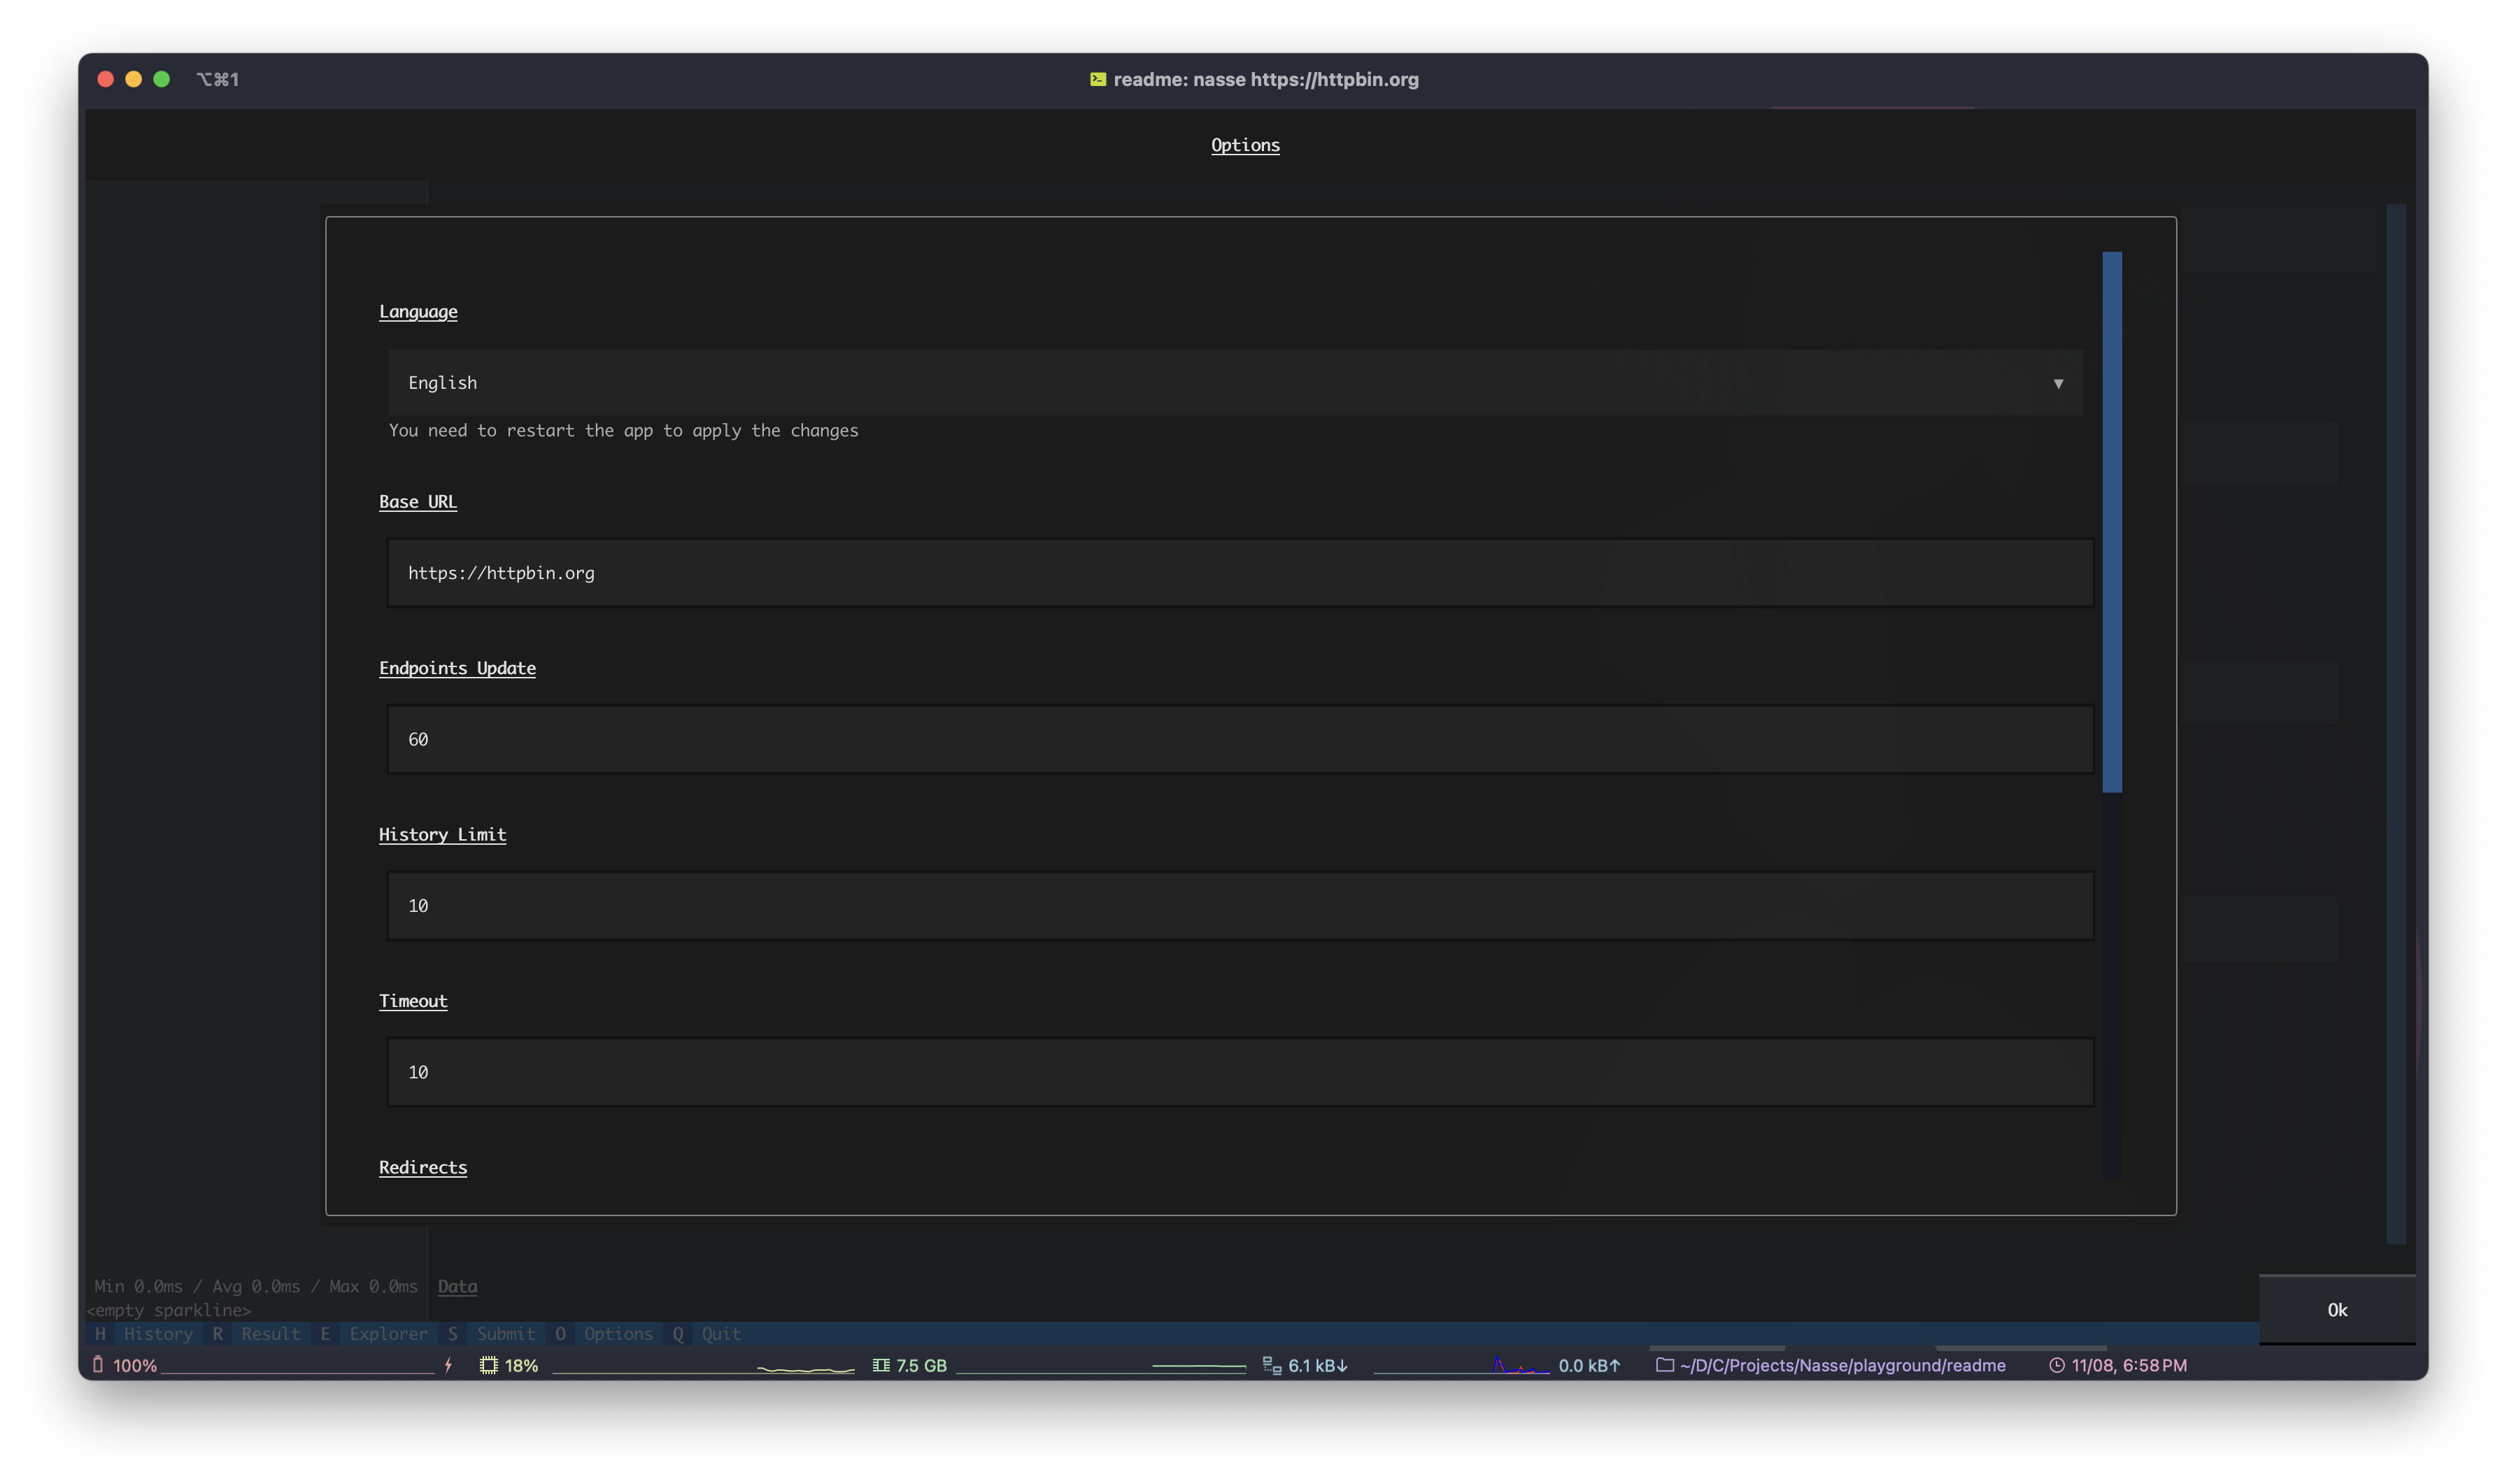 ⌥⌘1
readme: nasse https://httpbin.org
Options
Language
English ▼
You need to restart the app to apply the changes
Base URL
https://httpbin.org
Endpoints Update
60
History Limit
10
Timeout
10
Redirects
Min 0.0ms / Avg 0.0ms / Max 0.0ms Data
<empty sparkline>
Ok
H History R Result E Explorer S Submit O Options Q Quit
100% 18% 7.5 GB 6.1 kB↓ 0.0 kB↑ ~/D/C/Projects/Nasse/playground/readme 11/08, 6:58 PM